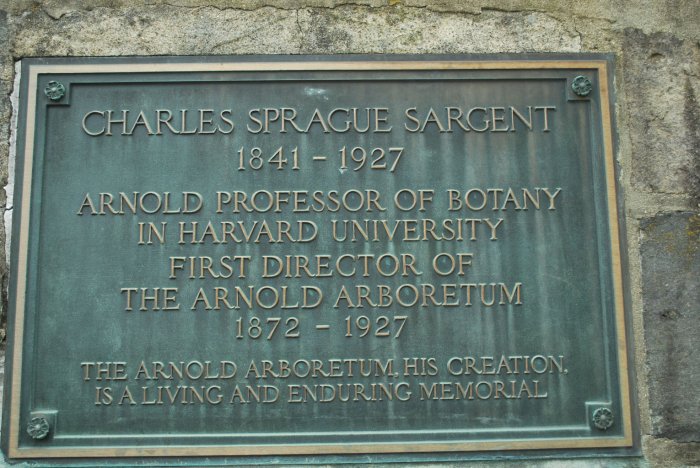 CHARLES SPRAGUE SARGENT
1841 – 1927
ARNOLD PROFESSOR OF BOTANY
IN HARVARD UNIVERSITY
FIRST DIRECTOR OF
THE ARNOLD ARBORETUM
1872 – 1927
THE ARNOLD ARBORETUM, HIS CREATION,
IS A LIVING AND ENDURING MEMORIAL